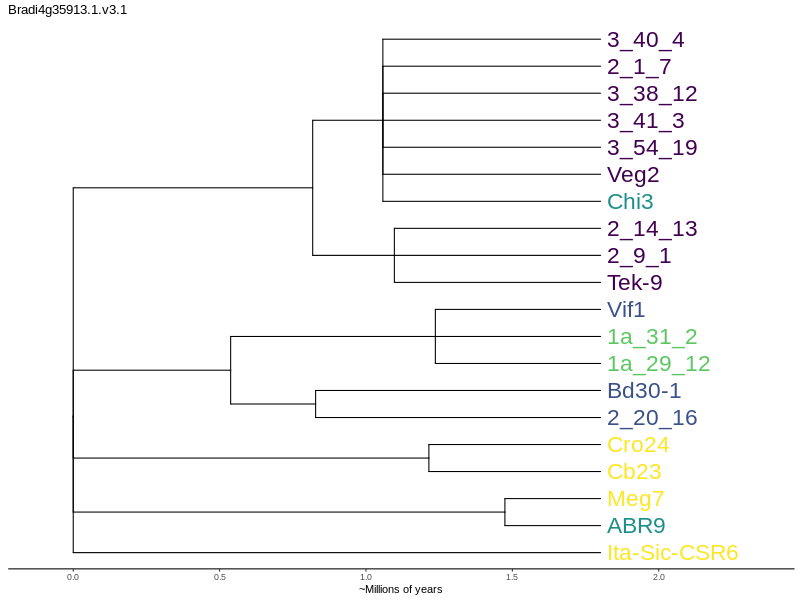 Bradi4g35913.1.v3.1
3_40_4
2_1_7
3_38_12
3_41_3
3_54_19
Veg2
Chi3
2_14_13
2_9_1
Tek-9
Vif1
1a_31_2
1a_29_12
Bd30-1
2_20_16
Cro24
Cb23
Meg7
ABR9
Ita-Sic-CSR6
0.0 0.5 1.0 1.5 2.0
~Millions of years